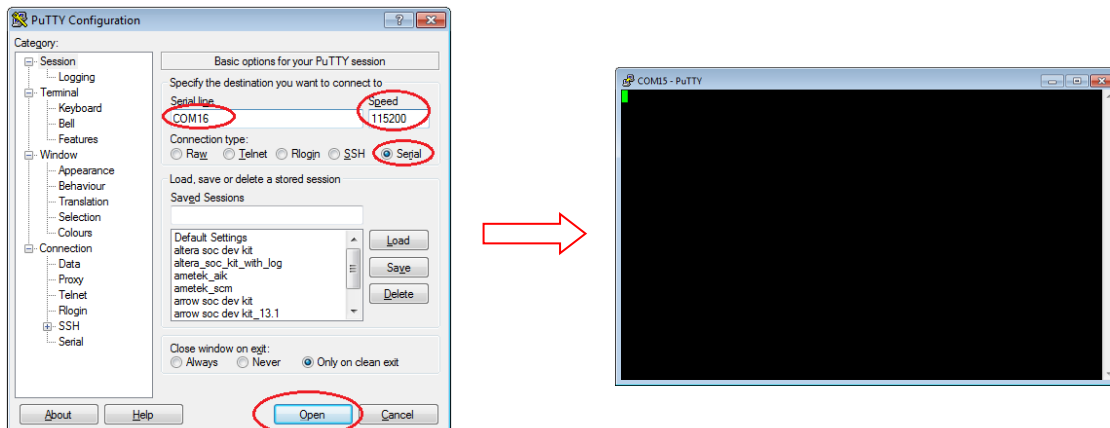 PuTTY Configuration
Category:
Session
Logging
Terminal
Keyboard
Bell
Features
Window
Appearance
Behaviour
Translation
Selection
Colours
Connection
Data
Proxy
Telnet
Rlogin
SSH
Serial
Basic options for your PuTTY session
Specify the destination you want to connect to
Serial line Speed
COM16 115200
Connection type:
Raw Telnet Rlogin SSH Serial
Load, save or delete a stored session
Saved Sessions
Default Settings
altera soc dev kit
altera_soc_kit_with_log
ametek_aik
ametek_scm
arrow soc dev kit
arrow soc dev kit_13.1
Load
Save
Delete
Close window on exit:
Always Never Only on clean exit
About Help Open Cancel
COM15 - PuTTY